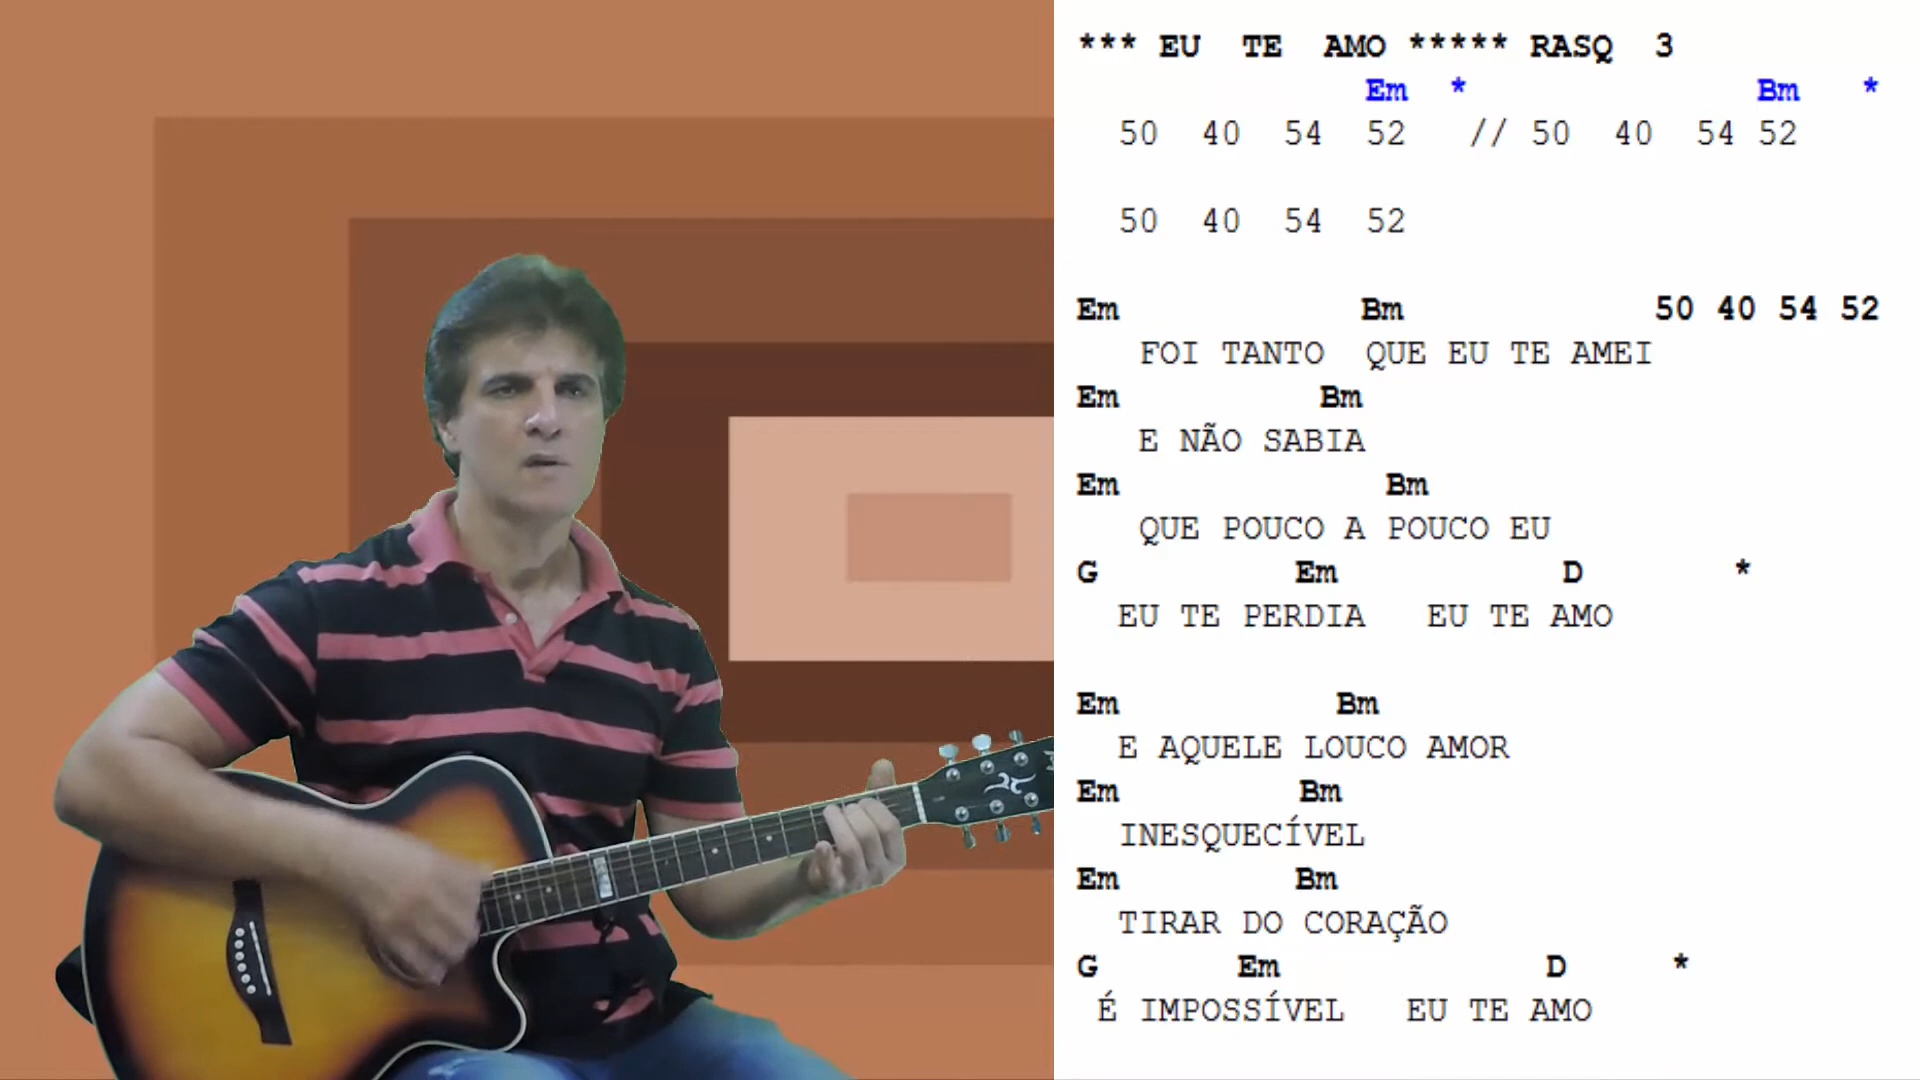 *** EU TE AMO ***** RASQ 3
Em * Bm *
50 40 54 52 // 50 40 54 52
50 40 54 52
Em Bm 50 40 54 52
FOI TANTO QUE EU TE AMEI
Em Bm
E NÃO SABIA
Em Bm
QUE POUCO A POUCO EU
G Em D *
EU TE PERDIA EU TE AMO
Em Bm
E AQUELE LOUCO AMOR
Em Bm
INESQUECÍVEL
Em Bm
TIRAR DO CORAÇÃO
G Em D *
É IMPOSSÍVEL EU TE AMO